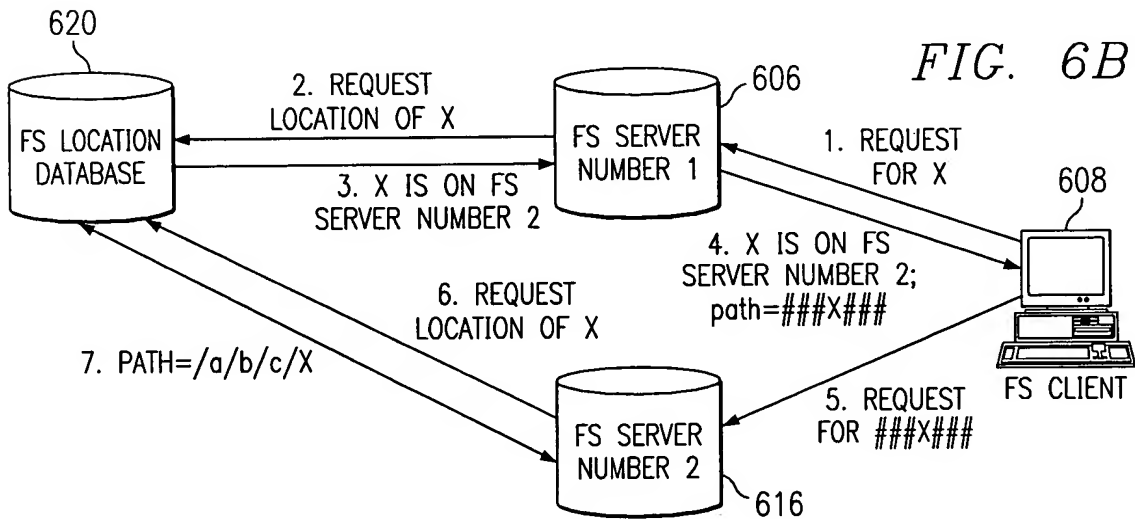 620
FIG. 6B
2. REQUEST
LOCATION OF X
606
FS LOCATION
DATABASE
FS SERVER
NUMBER 1
1. REQUEST
FOR X
3. X IS ON FS
SERVER NUMBER 2
608
4. X IS ON FS
SERVER NUMBER 2;
path=###X###
6. REQUEST
LOCATION OF X
7. PATH=/a/b/c/X
FS CLIENT
5. REQUEST
FOR ###X###
FS SERVER
NUMBER 2
616